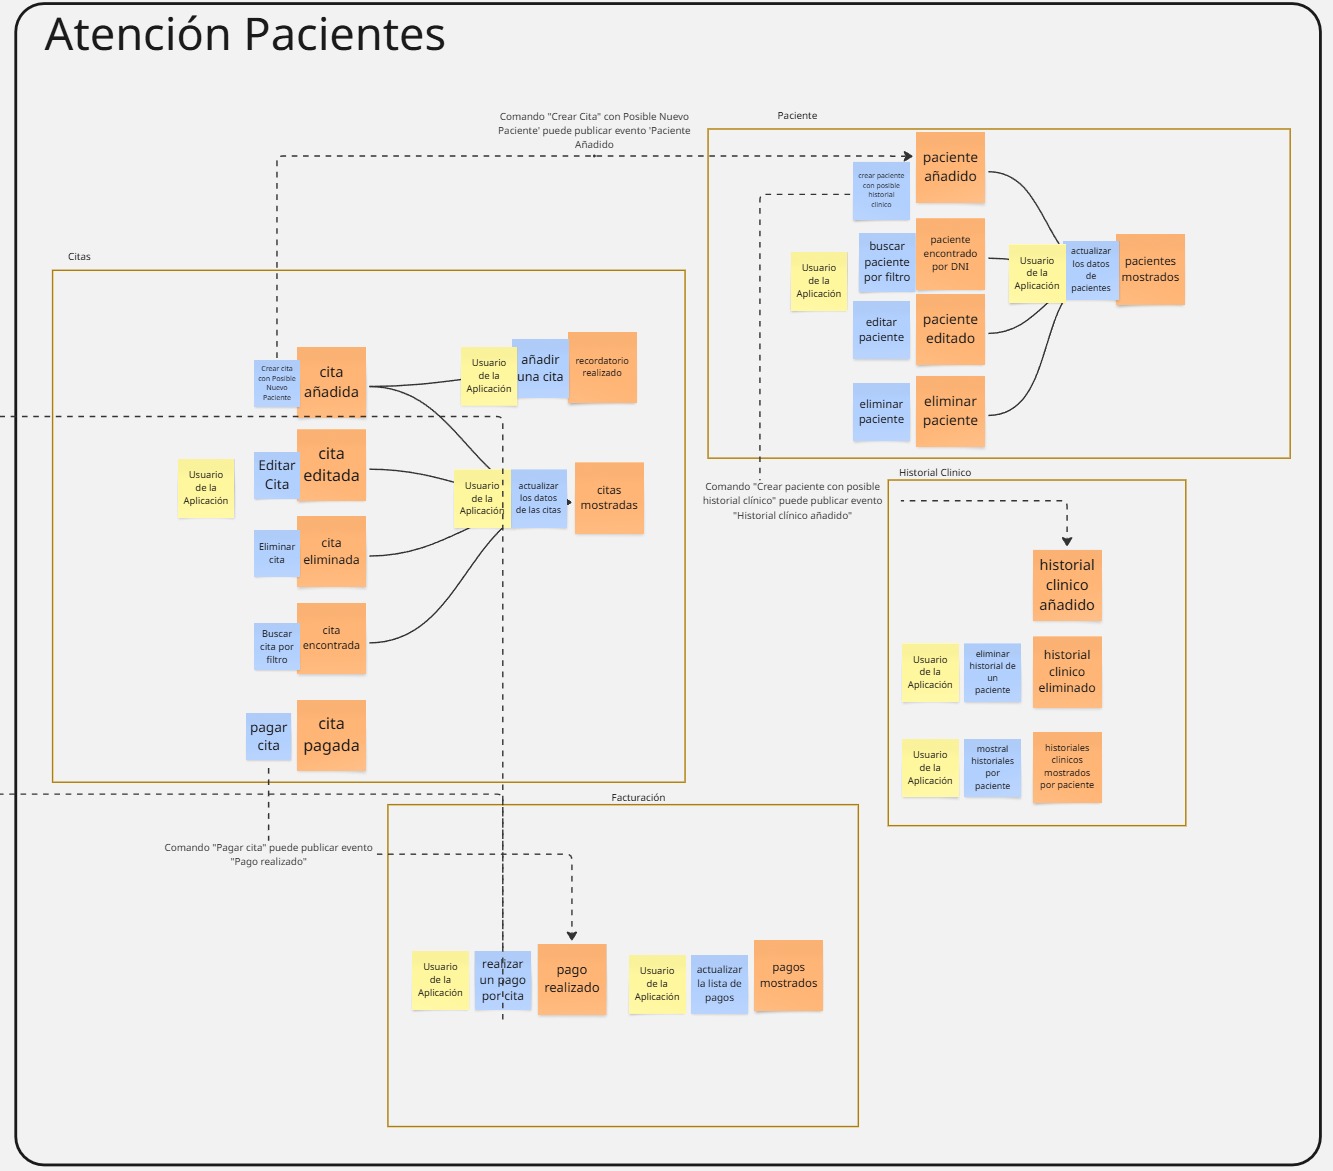 Atención Pacientes
Comando "Crear Cita" con Posible Nuevo
Paciente' puede publicar evento 'Paciente
Añadido
Citas
Crear cita
con Posible
Nuevo
Paciente
cita
añadida
Usuario
de la
Aplicación
añadir
una cita
recordatorio
realizado
Usuario
de la
Aplicación
Editar
Cita
cita
editada
Usuario
de la
Aplicación
actualizar
los datos
de las citas
citas
mostradas
Eliminar
cita
cita
eliminada
Buscar
cita por
filtro
cita
encontrada
pagar
cita
cita
pagada
Paciente
crear paciente
con posible
historial
clinico
paciente
añadido
Usuario
de la
Aplicación
buscar
paciente
por filtro
paciente
encontrado
por DNI
Usuario
de la
Aplicación
actualizar
los datos
de
pacientes
pacientes
mostrados
editar
paciente
paciente
editado
eliminar
paciente
eliminar
paciente
Comando "Crear paciente con posible
historial clínico" puede publicar evento
"Historial clínico añadido"
Historial Clinico
historial
clinico
añadido
Usuario
de la
Aplicación
eliminar
historial de
un
paciente
historial
clinico
eliminado
Usuario
de la
Aplicación
mostral
historiales
por
paciente
historiales
clinicos
mostrados
por paciente
Comando "Pagar cita" puede publicar evento
"Pago realizado"
Facturación
Usuario
de la
Aplicación
realizar
un pago
por cita
pago
realizado
Usuario
de la
Aplicación
actualizar
la lista de
pagos
pagos
mostrados